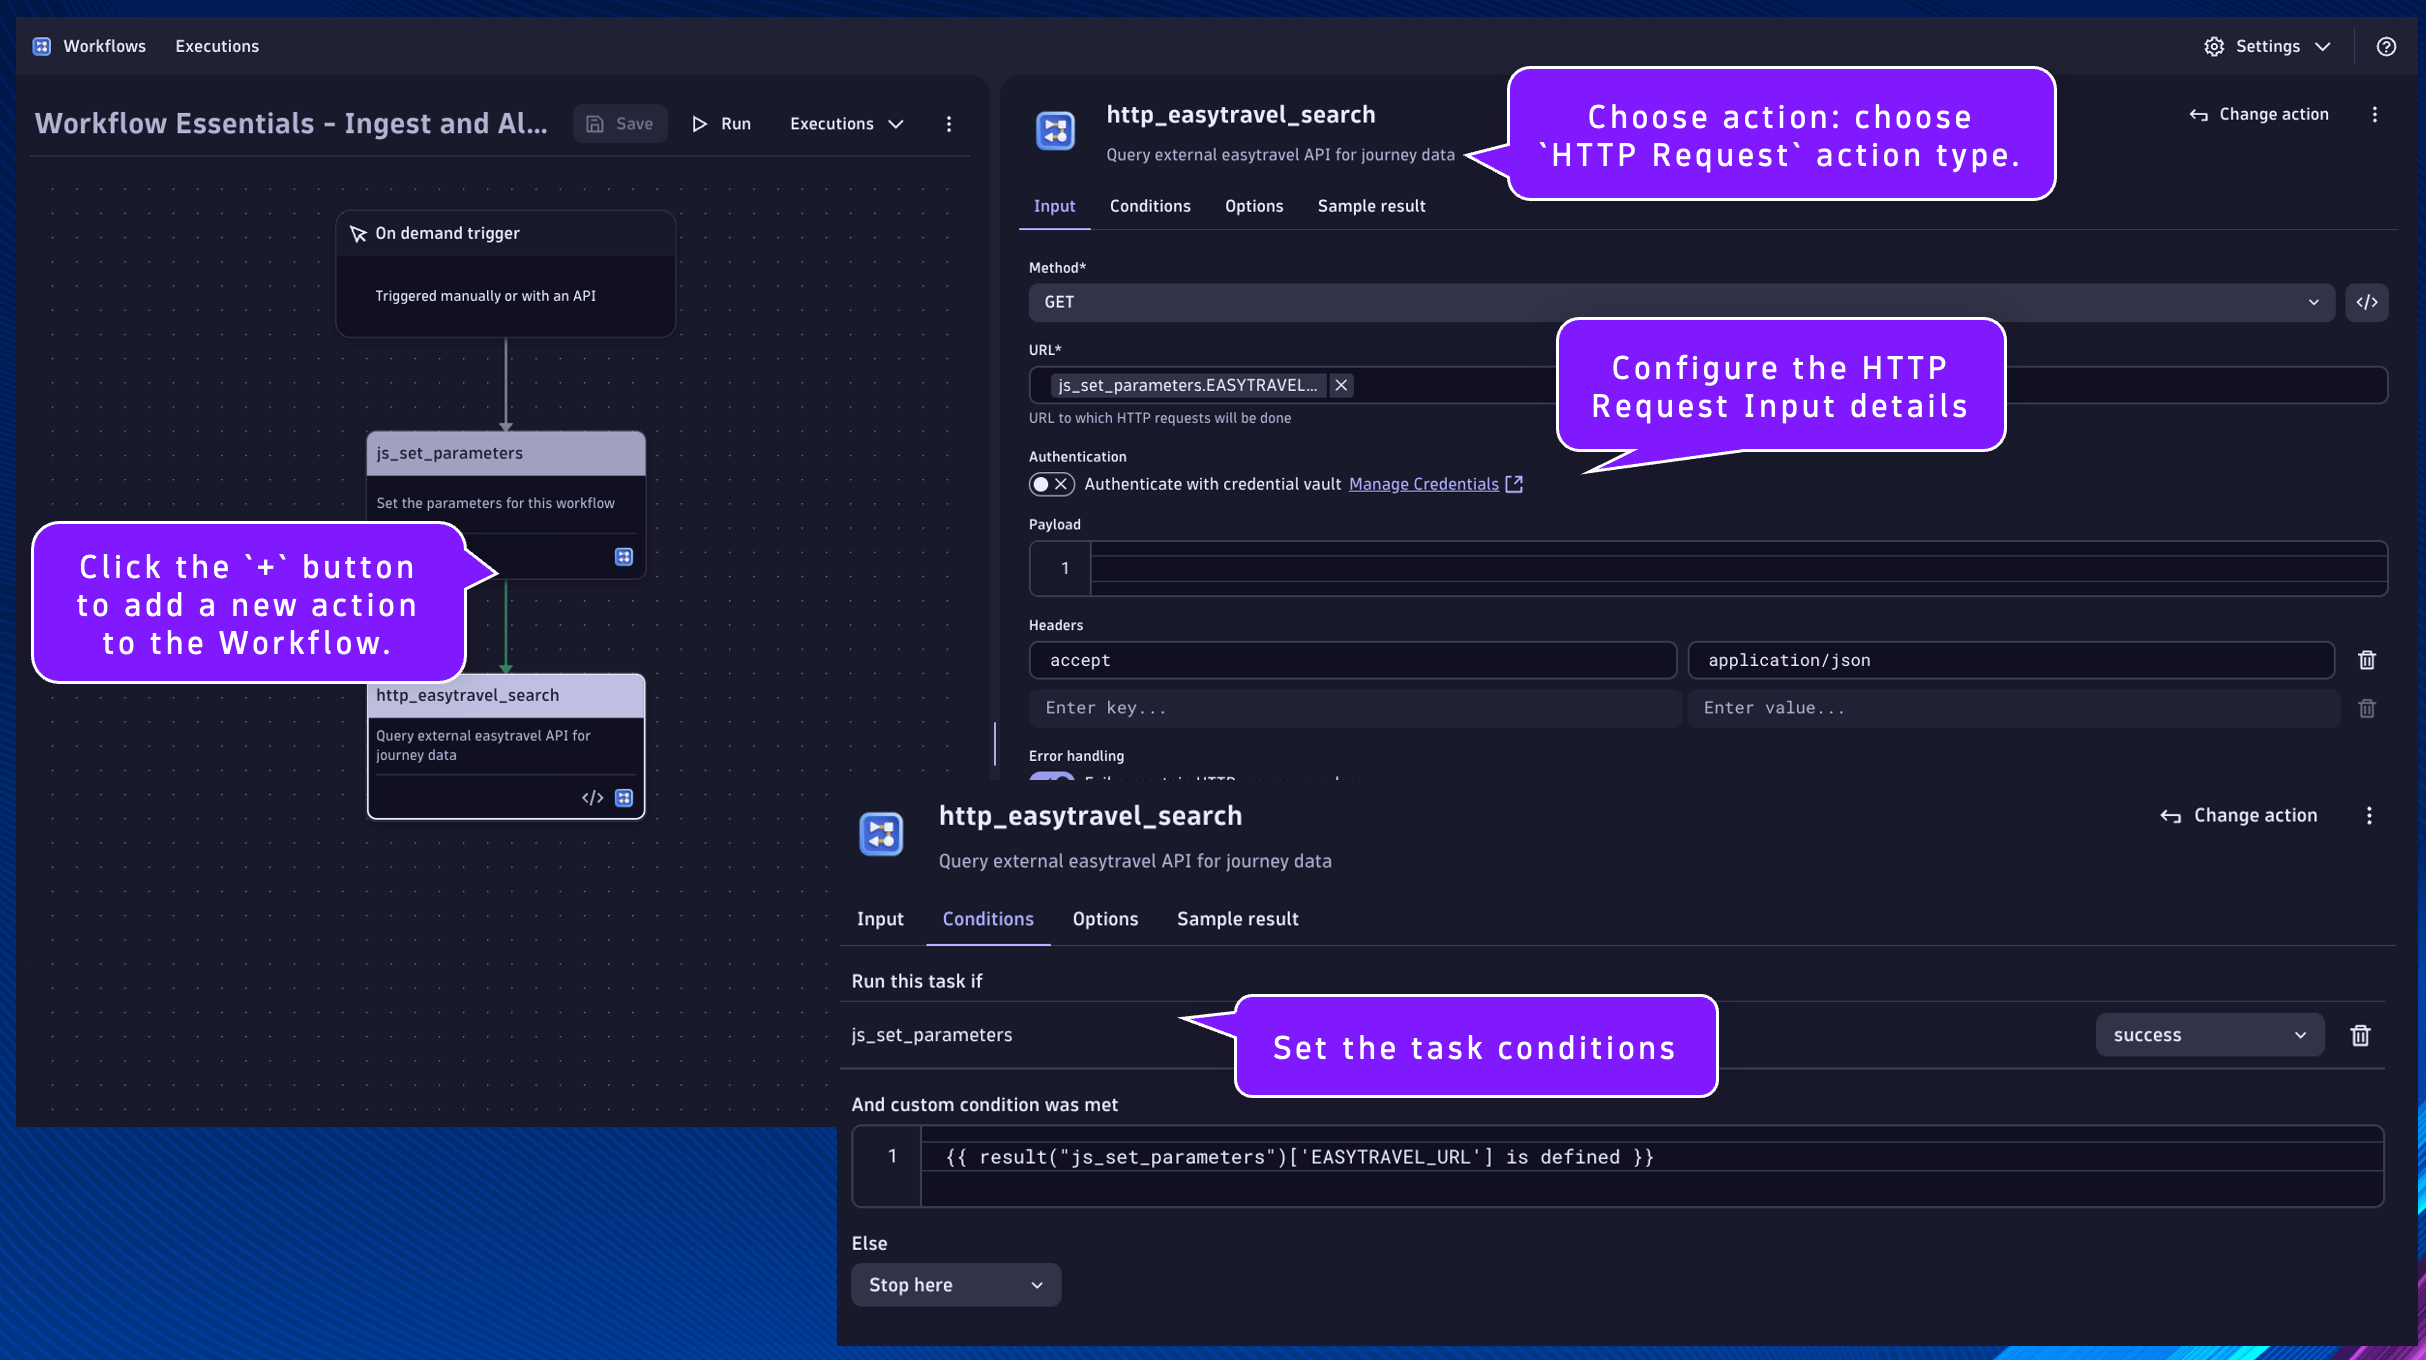 Workflows
Executions
Settings
Workflow Essentials - Ingest and Al...
Save
Run
Executions
On demand trigger
Triggered manually or with an API
js_set_parameters
Set the parameters for this workflow
Click the `+` button
to add a new action
to the Workflow.
http_easytravel_search
Query external easytravel API for
journey data
http_easytravel_search
Query external easytravel API for journey data
Choose action: choose
`HTTP Request` action type.
Change action
Input
Conditions
Options
Sample result
Method*
GET
URL*
js_set_parameters.EASYTRAVEL...
URL to which HTTP requests will be done
Configure the HTTP
Request Input details
Authentication
Authenticate with credential vault Manage Credentials
Payload
1
Headers
accept
application/json
Enter key...
Enter value...
Error handling
http_easytravel_search
Query external easytravel API for journey data
Change action
Input
Conditions
Options
Sample result
Run this task if
js_set_parameters
success
Set the task conditions
And custom condition was met
1
{{ result("js_set_parameters")['EASYTRAVEL_URL'] is defined }}
Else
Stop here